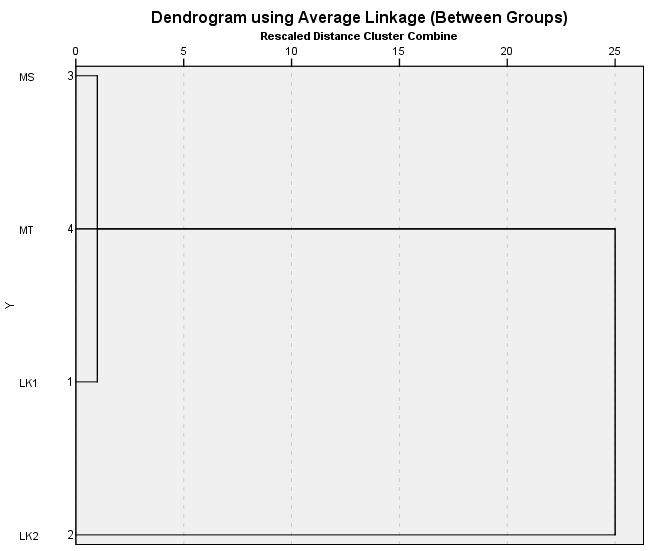 Dendrogram using Average Linkage (Between Groups)
Rescaled Distance Cluster Combine
0 5 10 15 20 25
MS 3
MT 4
Y
LK1 1
LK2 2